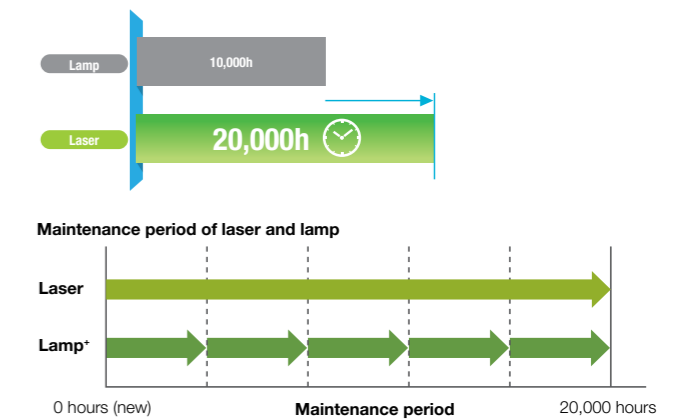 Lamp
10,000h
Laser
20,000h
Maintenance period of laser and lamp
Laser
Lamp+
0 hours (new) Maintenance period 20,000 hours